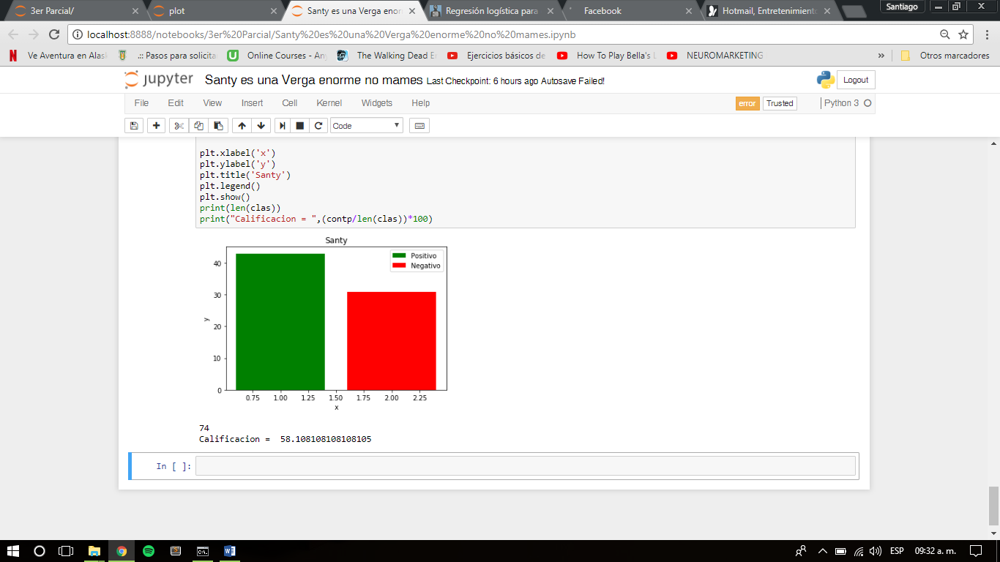 3er Parcial/
plot
Santy es una Verga enor
Regresión logística para
Facebook
Hotmail, Entretenimient
Santiago
localhost:8888/notebooks/3er%20Parcial/Santy%20es%20una%20Verga%20enorme%20no%20mames.ipynb
N Ve Aventura en Alas
.:: Pasos para solicita
U Online Courses - An
The Walking Dead E
Ejercicios básicos de
How To Play Bella's L
NEUROMARKETING
»
Otros marcadores
jupyter Santy es una Verga enorme no mames Last Checkpoint: 6 hours ago Autosave Failed!
Logout
File Edit View Insert Cell Kernel Widgets Help
error Trusted Python 3
Code
plt.xlabel('x')
plt.ylabel('y')
plt.title('Santy')
plt.legend()
plt.show()
print(len(clas))
print("Calificacion = ",(contp/len(clas))*100)
Santy
Positivo
Negativo
40
30
20
10
0
y
0.75 1.00 1.25 1.50 1.75 2.00 2.25
x
74
Calificacion =  58.108108108108105
In [ ]:
ESP 09:32 a. m.